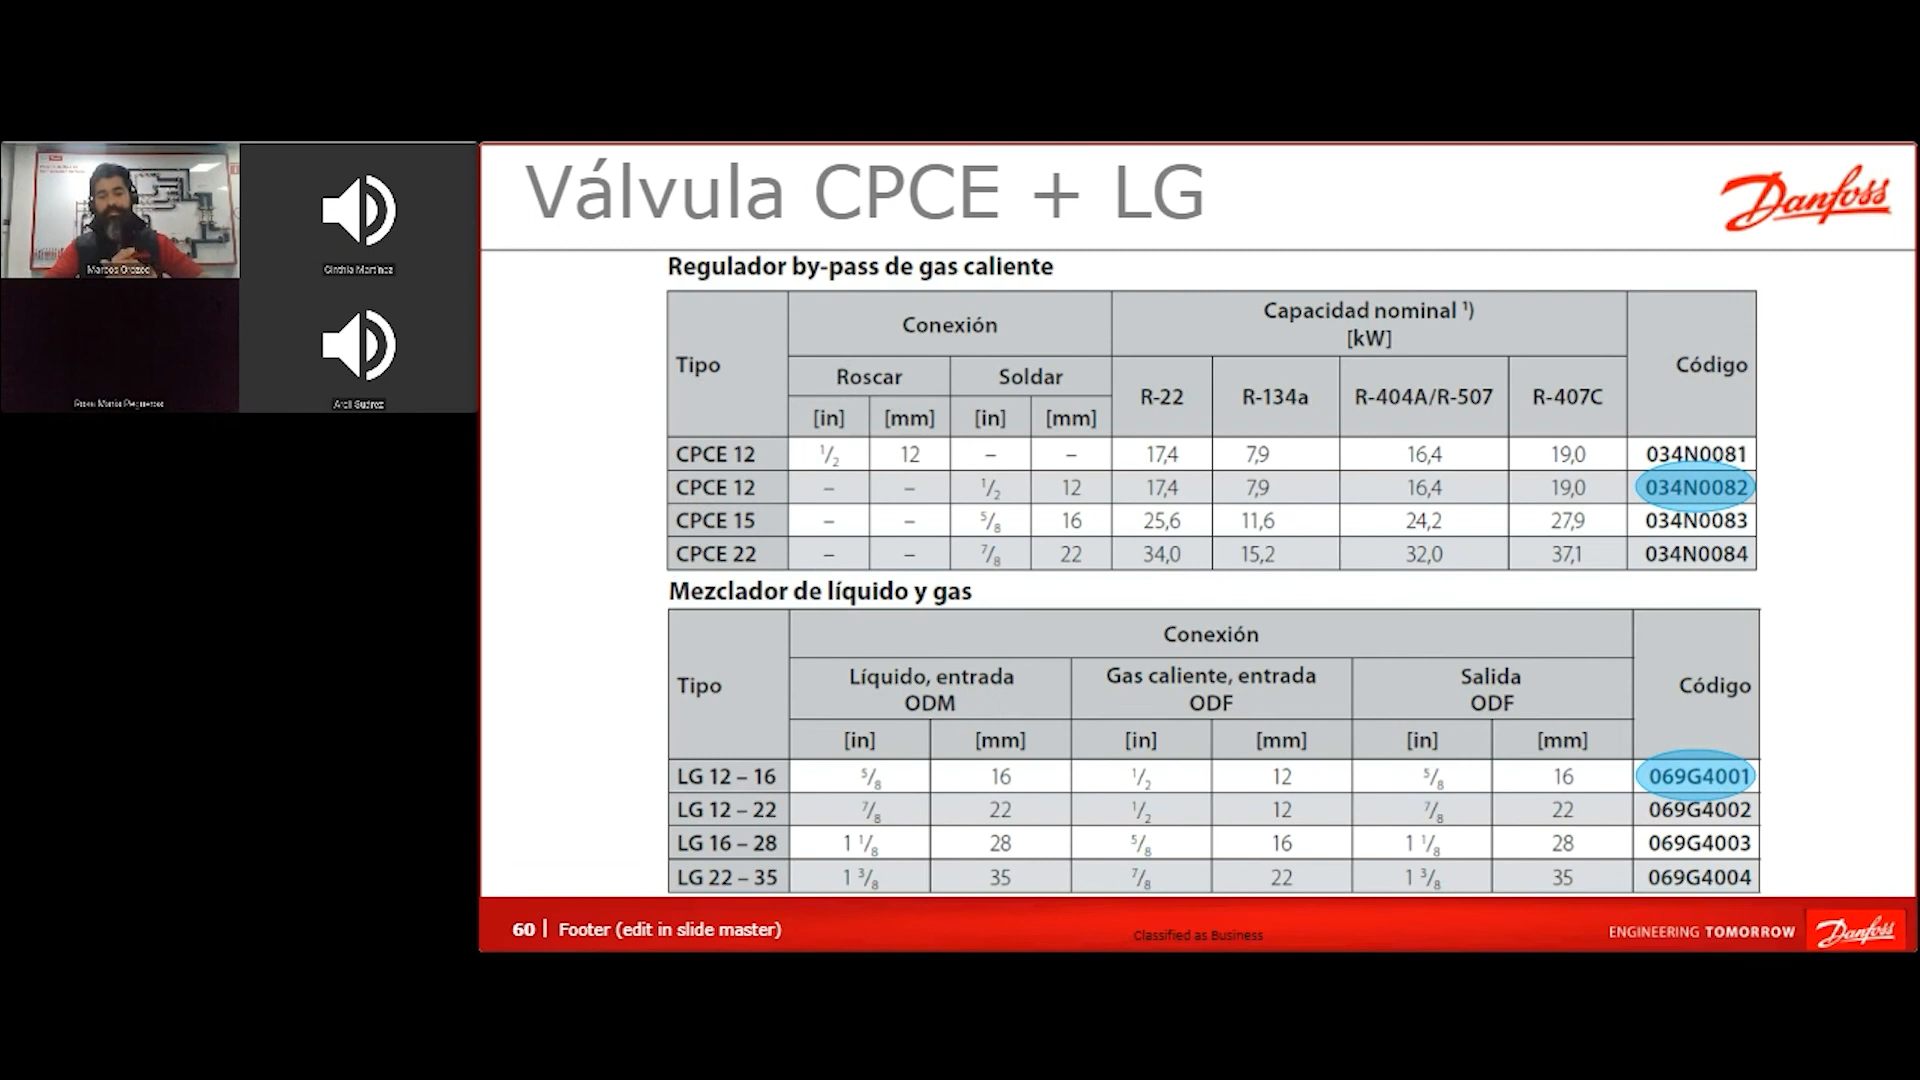 Válvula CPCE + LG
Danfoss
Marcos Orozco
Cinthia Martínez
Rosa María Pegueros
Areli Suárez
Regulador by-pass de gas caliente
Tipo Conexión Capacidad nominal ¹) [kW] Código
Roscar Soldar R-22 R-134a R-404A/R-507 R-407C
[in] [mm] [in] [mm]
CPCE 12 1/2 12 – – 17,4 7,9 16,4 19,0 034N0081
CPCE 12 – – 1/2 12 17,4 7,9 16,4 19,0 034N0082
CPCE 15 – – 5/8 16 25,6 11,6 24,2 27,9 034N0083
CPCE 22 – – 7/8 22 34,0 15,2 32,0 37,1 034N0084
Mezclador de líquido y gas
Tipo Conexión Código
Líquido, entrada ODM Gas caliente, entrada ODF Salida ODF
[in] [mm] [in] [mm] [in] [mm]
LG 12 – 16 5/8 16 1/2 12 5/8 16 069G4001
LG 12 – 22 7/8 22 1/2 12 7/8 22 069G4002
LG 16 – 28 1 1/8 28 5/8 16 1 1/8 28 069G4003
LG 22 – 35 1 3/8 35 7/8 22 1 3/8 35 069G4004
60 | Footer (edit in slide master)
Classified as Business
ENGINEERING TOMORROW
Danfoss